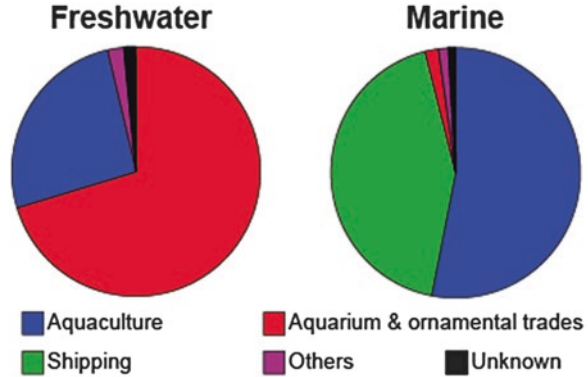 Freshwater
Marine
Aquaculture
Aquarium & ornamental trades
Shipping
Others
Unknown